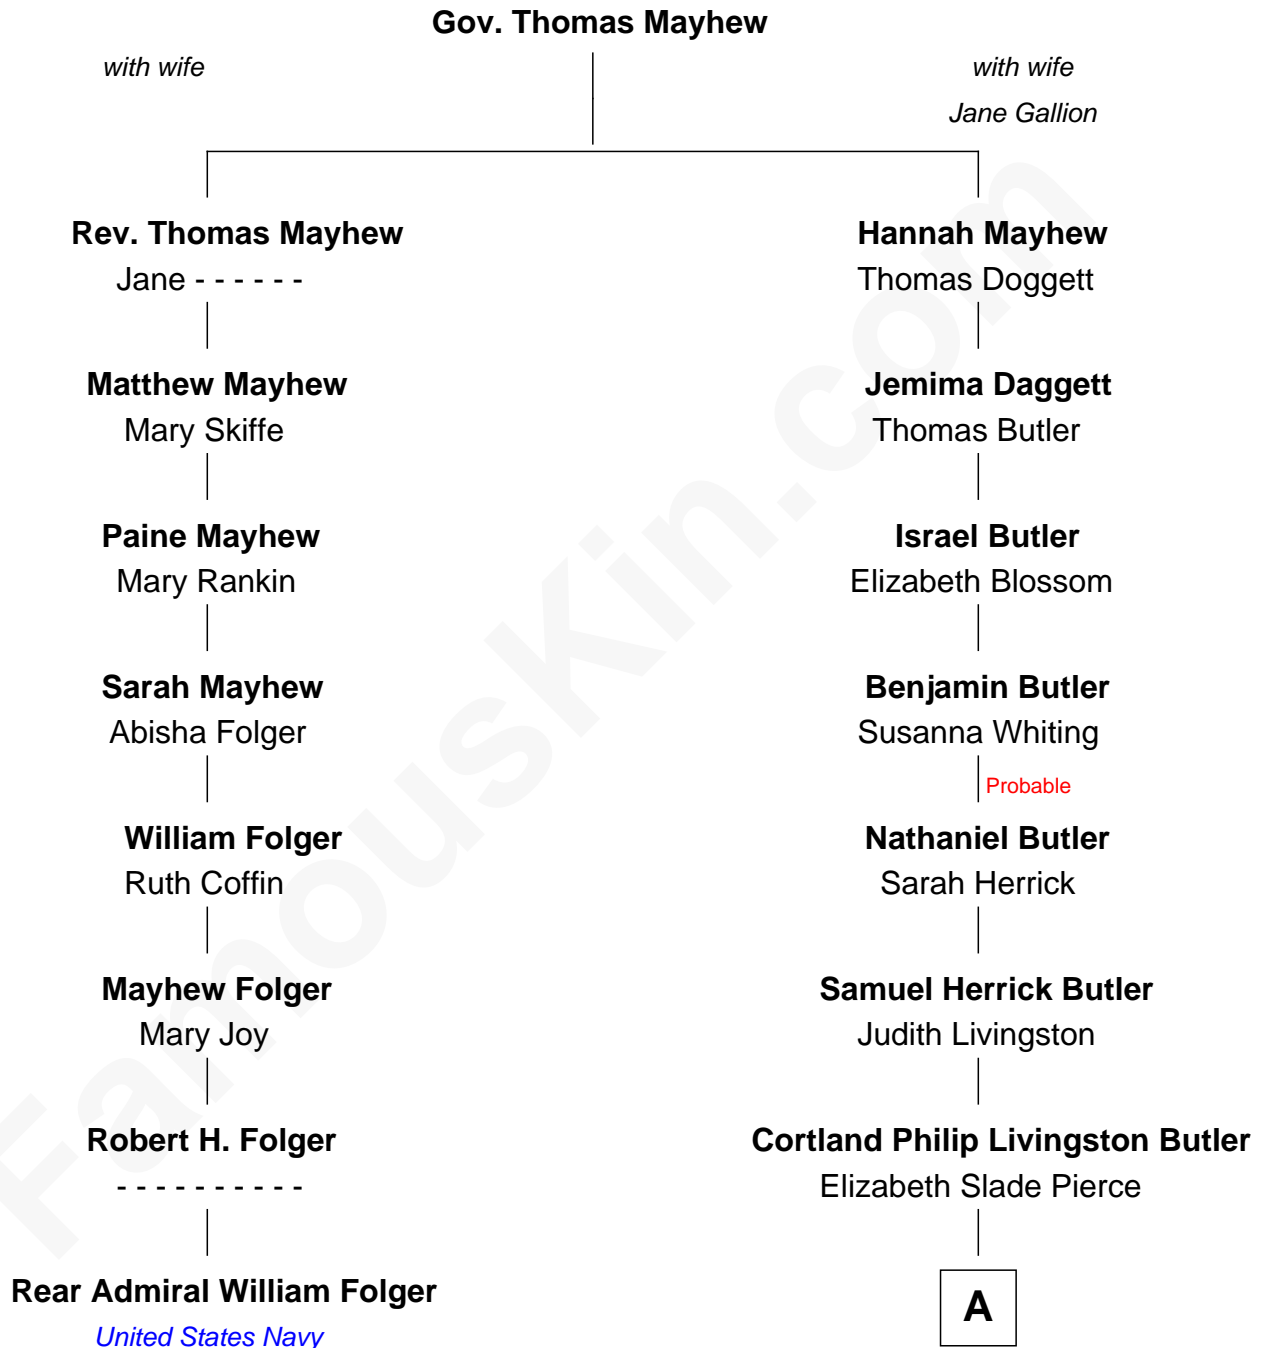 Gov. Thomas Mayhew
with wife
with wife
Jane Gallion
Rev. Thomas Mayhew
Hannah Mayhew
Jane - - - - - -
Thomas Doggett
Matthew Mayhew
Jemima Daggett
Mary Skiffe
Thomas Butler
Paine Mayhew
Israel Butler
Mary Rankin
Elizabeth Blossom
Sarah Mayhew
Benjamin Butler
Abisha Folger
Susanna Whiting
Probable
William Folger
Nathaniel Butler
Ruth Coffin
Sarah Herrick
Mayhew Folger
Samuel Herrick Butler
Mary Joy
Judith Livingston
Robert H. Folger
Cortland Philip Livingston Butler
- - - - - - - - - -
Elizabeth Slade Pierce
Rear Admiral William Folger
A
United States Navy
FamousKin.com